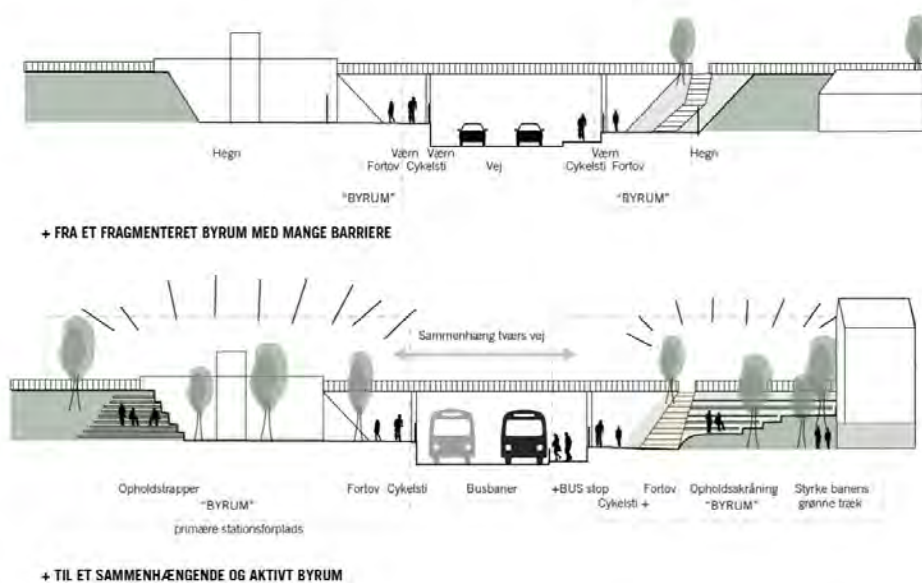 Hegn
Værn Værn
Fortov Cykelsti
Vej
Værn
Cykelsti Fortov
Hegn
"BYRUM"
"BYRUM"
+ FRA ET FRAGMENTERET BYRUM MED MANGE BARRIERE
Sammenhæng tværs vej
Opholdstrapper
"BYRUM"
primære stationsforplads
Fortov Cykelsti
Busbaner
+BUS stop
Cykelsti +
Fortov
Opholdsskråning
"BYRUM"
Styrke banens
grønne træk
+ TIL ET SAMMENHÆNGENDE OG AKTIVT BYRUM